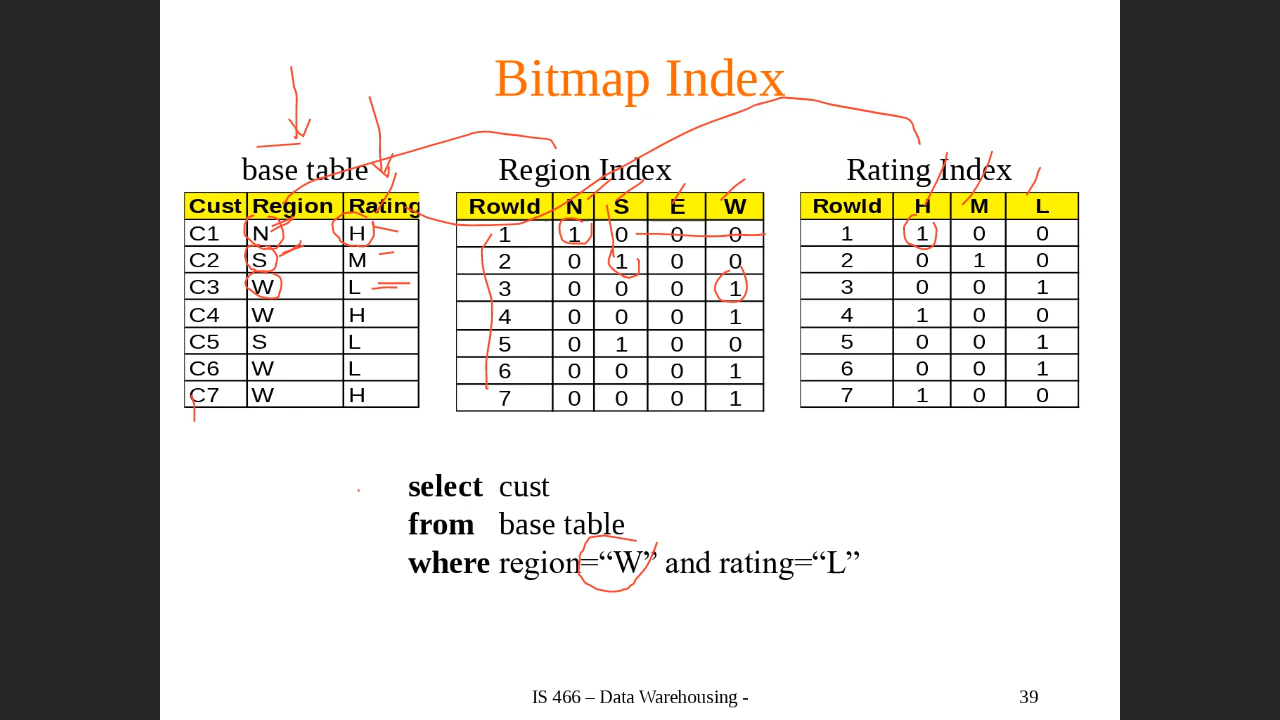 Bitmap Index
base table
Region Index
Rating Index
Cust Region Rating
C1 N H
C2 S M
C3 W L
C4 W H
C5 S L
C6 W L
C7 W H
RowId N S E W
1 1 0 0 0
2 0 1 0 0
3 0 0 0 1
4 0 0 0 1
5 0 1 0 0
6 0 0 0 1
7 0 0 0 1
RowId H M L
1 1 0 0
2 0 1 0
3 0 0 1
4 1 0 0
5 0 0 1
6 0 0 1
7 1 0 0
select cust
from base table
where region=“W” and rating=“L”
IS 466 – Data Warehousing -
39